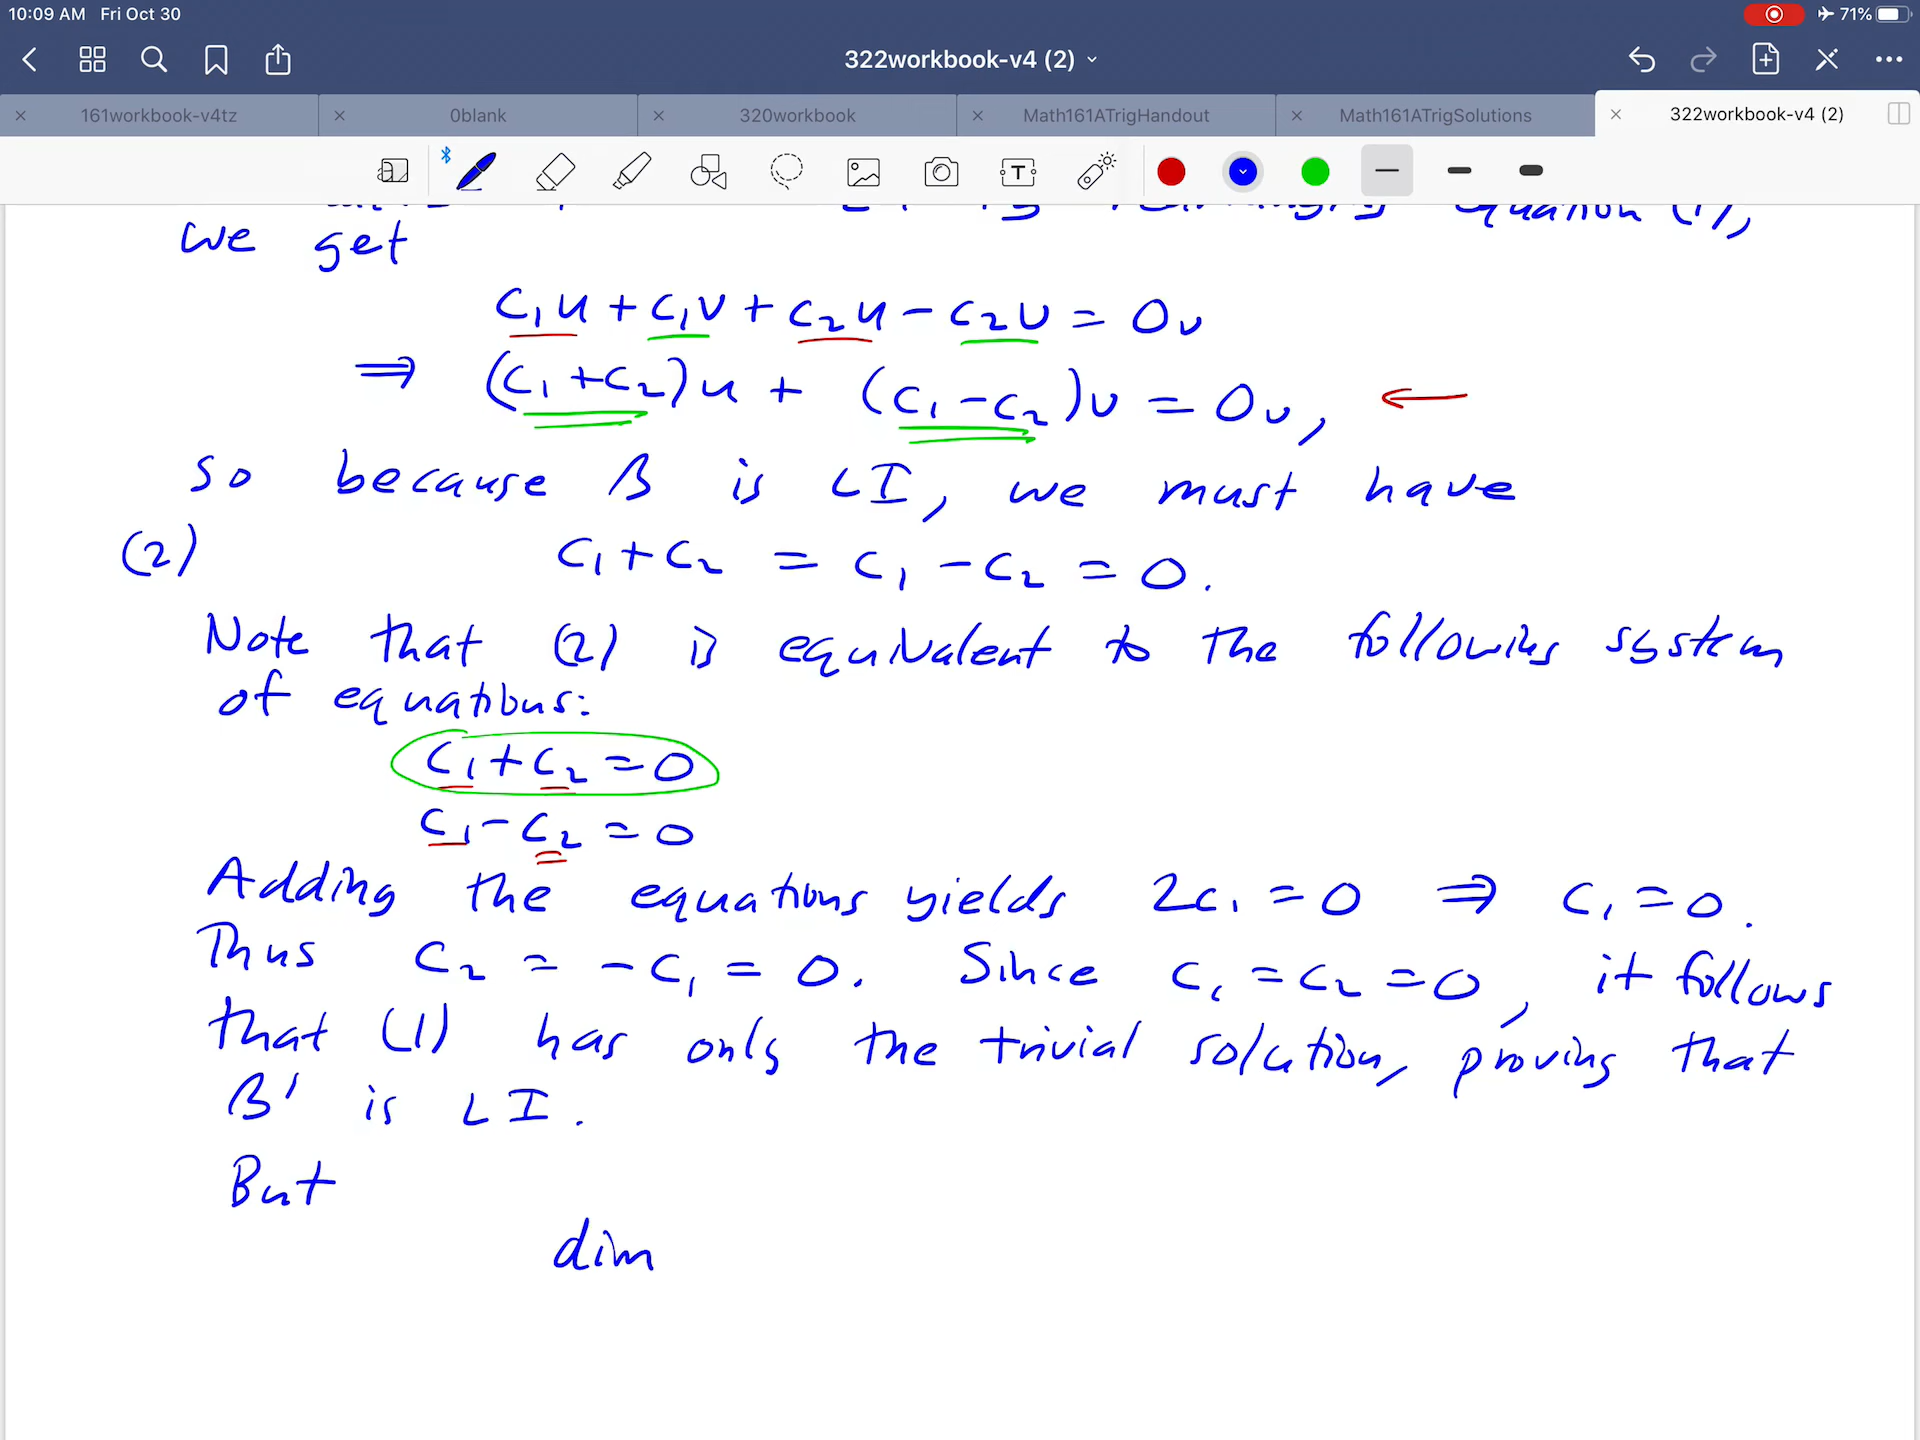 10:09 AM Fri Oct 30
71%
322workbook-v4 (2)
161workbook-v4tz
0blank
320workbook
Math161ATrigHandout
Math161ATrigSolutions
322workbook-v4 (2)
equation (1),
we get
c₁u + c₁v + c₂u - c₂v = 0v
⇒ (c₁+c₂)u + (c₁-c₂)v = 0v, ←
so because B is LI, we must have
(2) c₁+c₂ = c₁-c₂ = 0.
Note that (2) is equivalent to the following system
of equations:
c₁+c₂=0
c₁-c₂=0
Adding the equations yields 2c₁=0 ⇒ c₁=0.
Thus c₂ = -c₁ = 0. Since c₁=c₂=0, it follows
that (1) has only the trivial solution, proving that
B' is LI.
But
dim